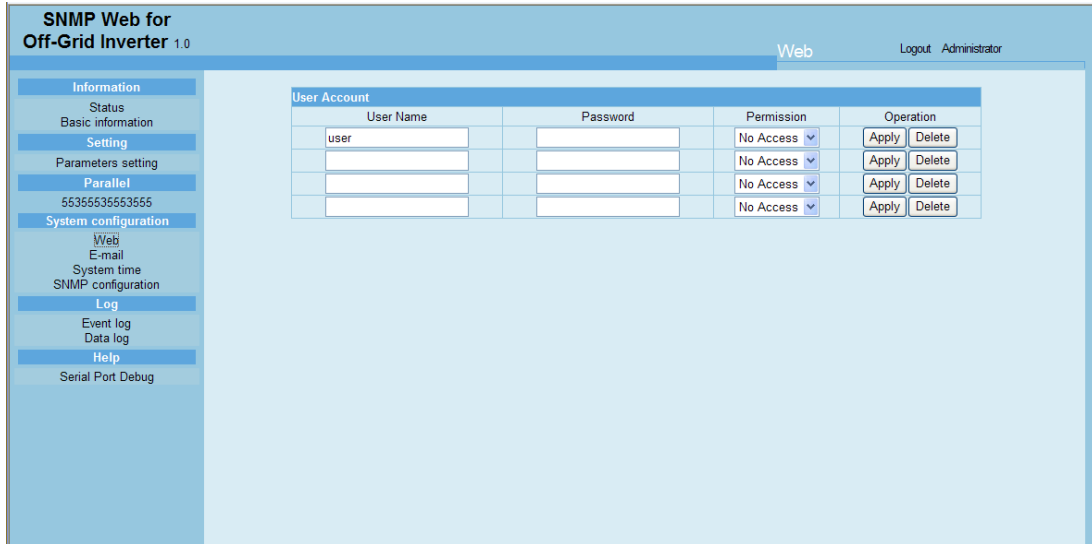 SNMP Web for
Off-Grid Inverter 1.0
Web
Logout Administrator
Information
Status
Basic information
Setting
Parameters setting
Parallel
55355535553555
System configuration
Web
E-mail
System time
SNMP configuration
Log
Event log
Data log
Help
Serial Port Debug
User Account
User Name Password Permission Operation
user No Access Apply Delete
No Access Apply Delete
No Access Apply Delete
No Access Apply Delete